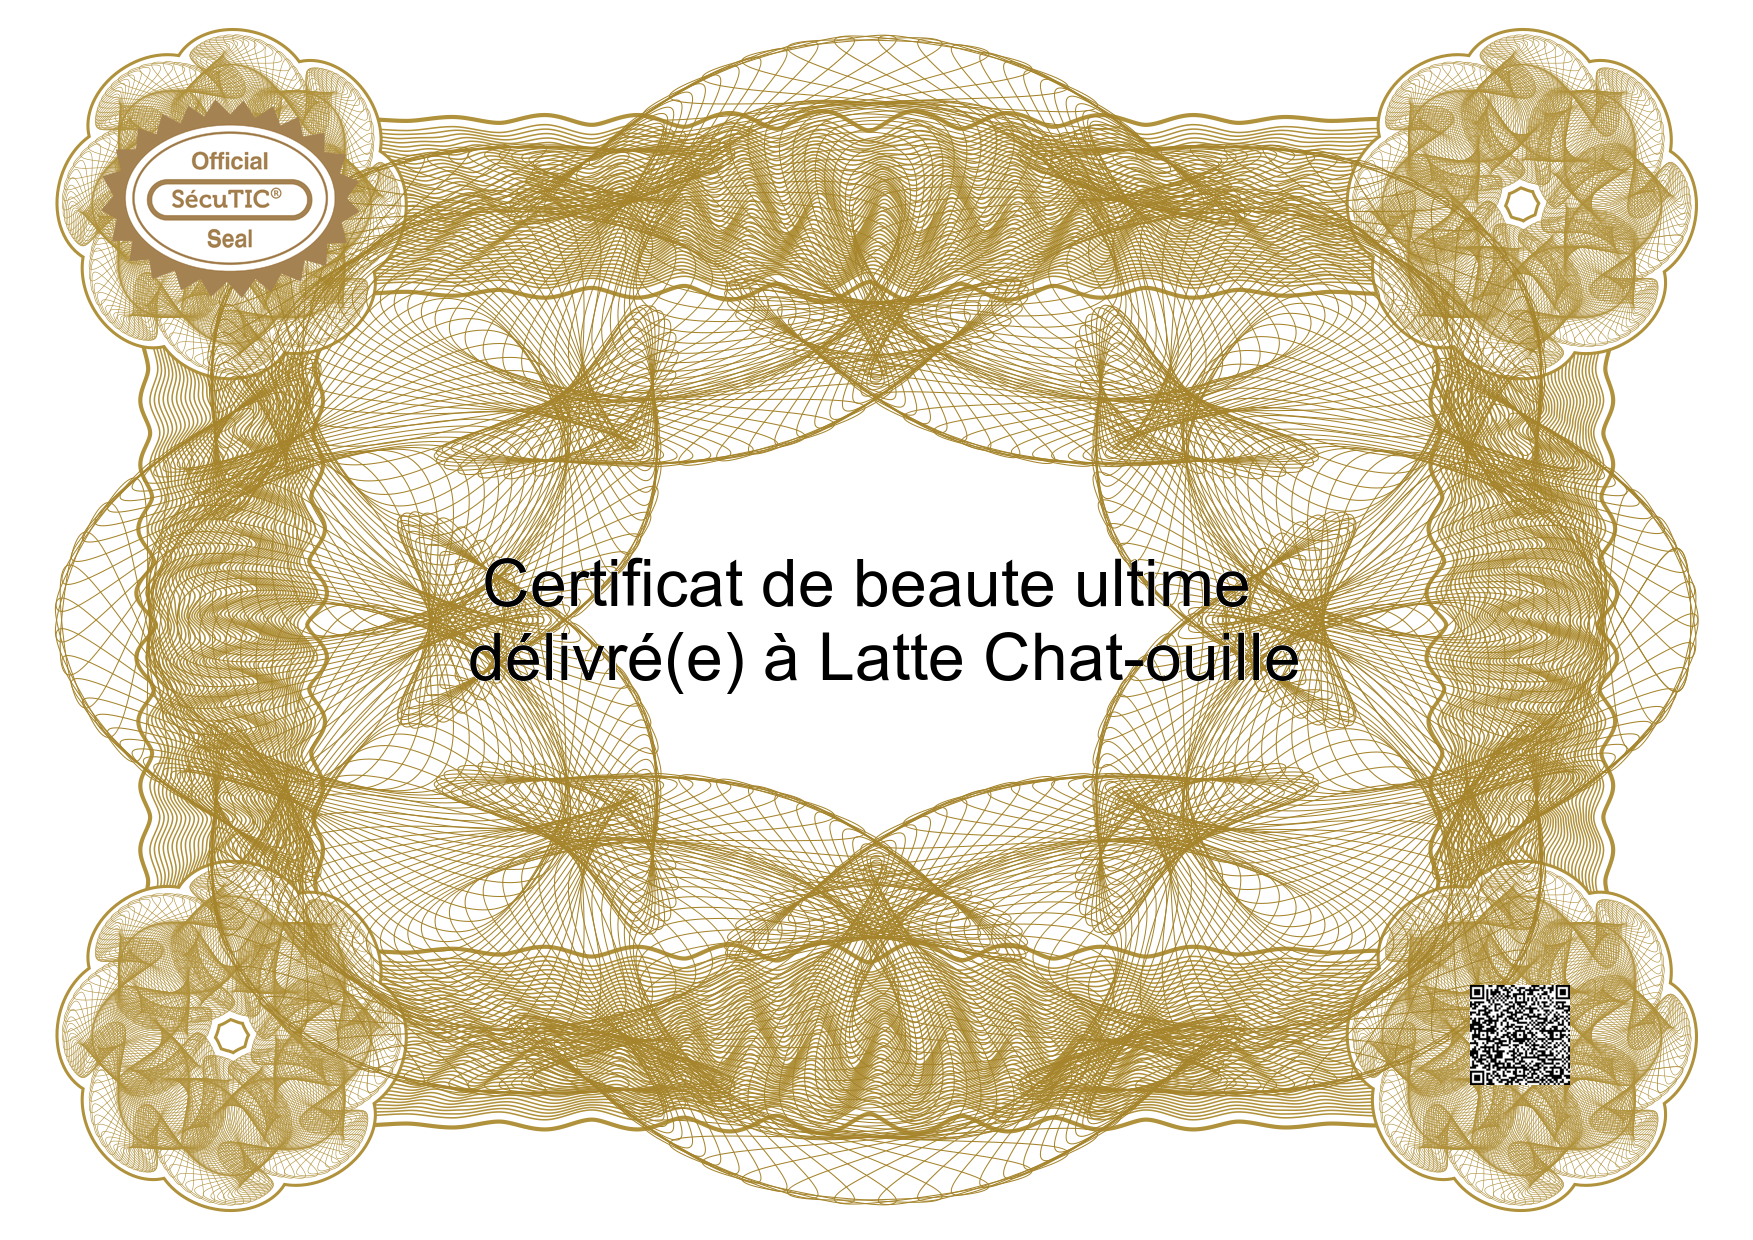 Official
SécuTIC®
Seal
Certificat de beaute ultime
délivré(e) à Latte Chat-ouille